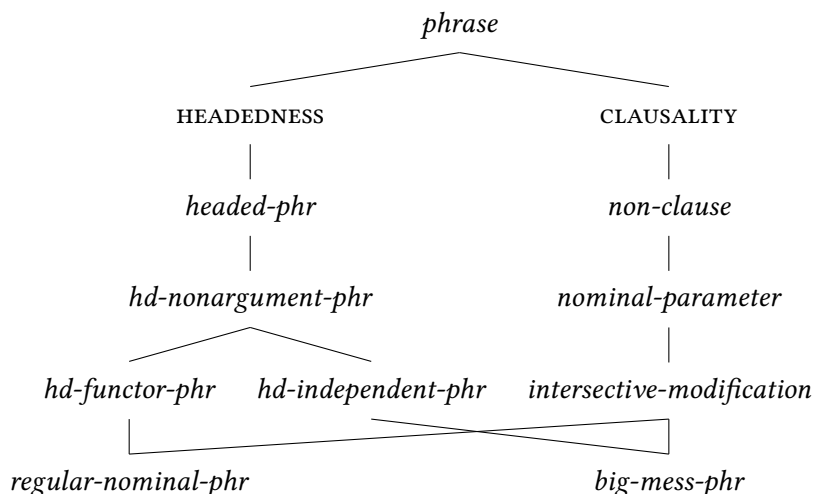 phrase
HEADEDNESS CLAUSALITY
headed-phr non-clause
hd-nonargument-phr nominal-parameter
hd-functor-phr hd-independent-phr intersective-modification
regular-nominal-phr big-mess-phr